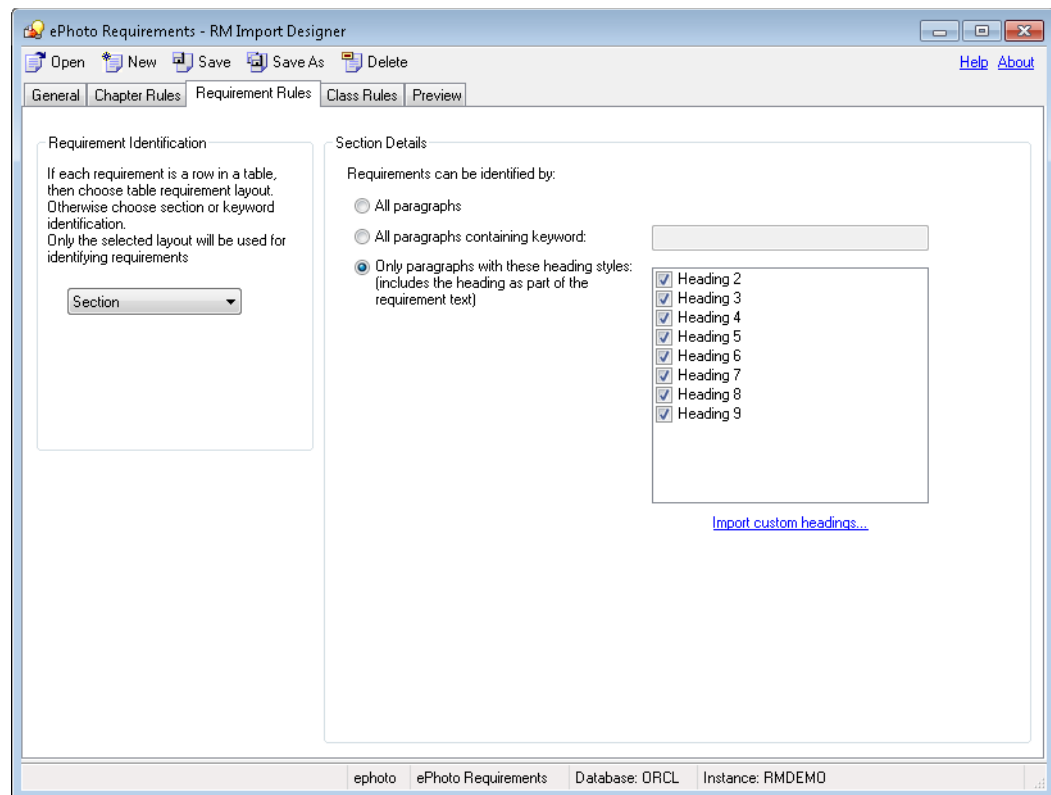 ePhoto Requirements - RM Import Designer
Open New Save Save As Delete Help About
General Chapter Rules Requirement Rules Class Rules Preview
Requirement Identification
If each requirement is a row in a table,
then choose table requirement layout.
Otherwise choose section or keyword
identification.
Only the selected layout will be used for
identifying requirements
Section
Section Details
Requirements can be identified by:
All paragraphs
All paragraphs containing keyword:
Only paragraphs with these heading styles:
(includes the heading as part of the
requirement text)
Heading 2
Heading 3
Heading 4
Heading 5
Heading 6
Heading 7
Heading 8
Heading 9
Import custom headings...
ephoto ePhoto Requirements Database: ORCL Instance: RMDEMO